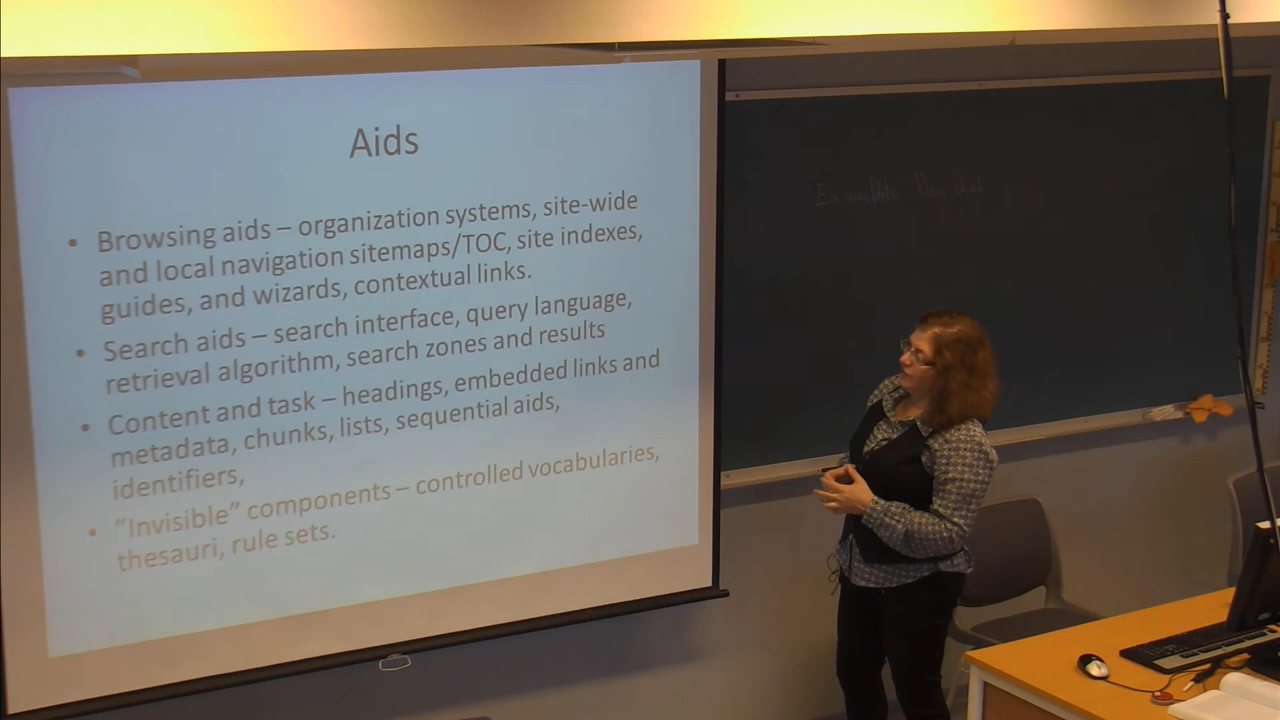 Aids
• Browsing aids – organization systems, site-wide
and local navigation sitemaps/TOC, site indexes,
guides, and wizards, contextual links.
• Search aids – search interface, query language,
retrieval algorithm, search zones and results
• Content and task – headings, embedded links and
metadata, chunks, lists, sequential aids,
identifiers,
• ”Invisible” components – controlled vocabularies,
thesauri, rule sets.